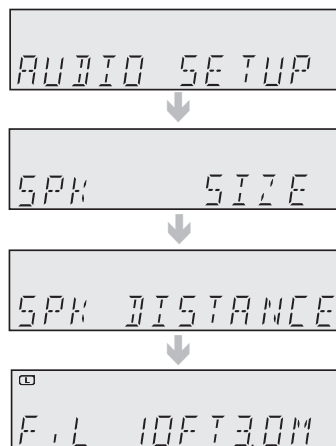 AUDIO SETUP
SPK SIZE
SPK DISTANCE
L
F.L 10FT3.0M